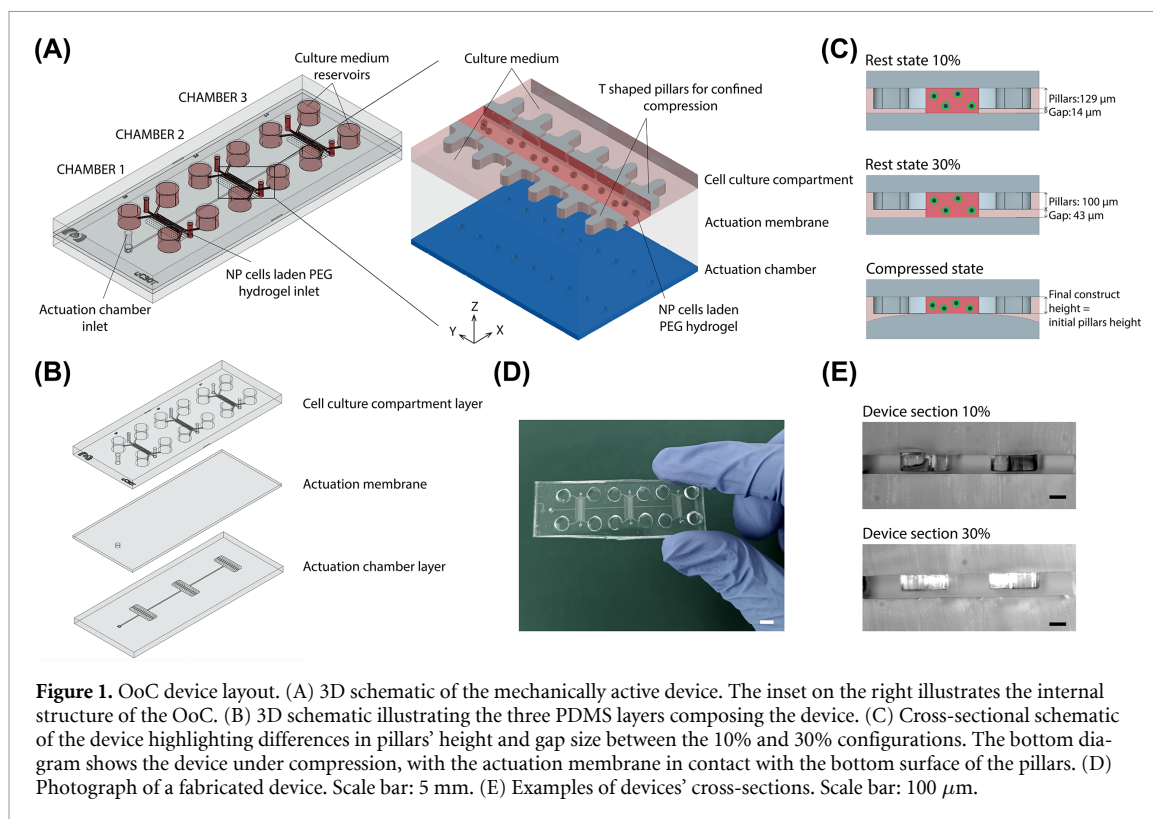 (A)
Culture medium
reservoirs
CHAMBER 3
CHAMBER 2
CHAMBER 1
NP cells laden PEG
hydrogel inlet
Actuation chamber
inlet
Culture medium
T shaped pillars for confined
compression
Cell culture compartment
Actuation membrane
Actuation chamber
NP cells laden
PEG hydrogel
Z
Y
X
(C)
Rest state 10%
Pillars:129 μm
Gap:14 μm
Rest state 30%
Pillars: 100 μm
Gap: 43 μm
Compressed state
Final construct
height =
initial pillars height
(B)
Cell culture compartment layer
Actuation membrane
Actuation chamber layer
(D)
(E)
Device section 10%
Device section 30%
Figure 1. OoC device layout. (A) 3D schematic of the mechanically active device. The inset on the right illustrates the internal
structure of the OoC. (B) 3D schematic illustrating the three PDMS layers composing the device. (C) Cross-sectional schematic
of the device highlighting differences in pillars' height and gap size between the 10% and 30% configurations. The bottom dia-
gram shows the device under compression, with the actuation membrane in contact with the bottom surface of the pillars. (D)
Photograph of a fabricated device. Scale bar: 5 mm. (E) Examples of devices' cross-sections. Scale bar: 100 μm.